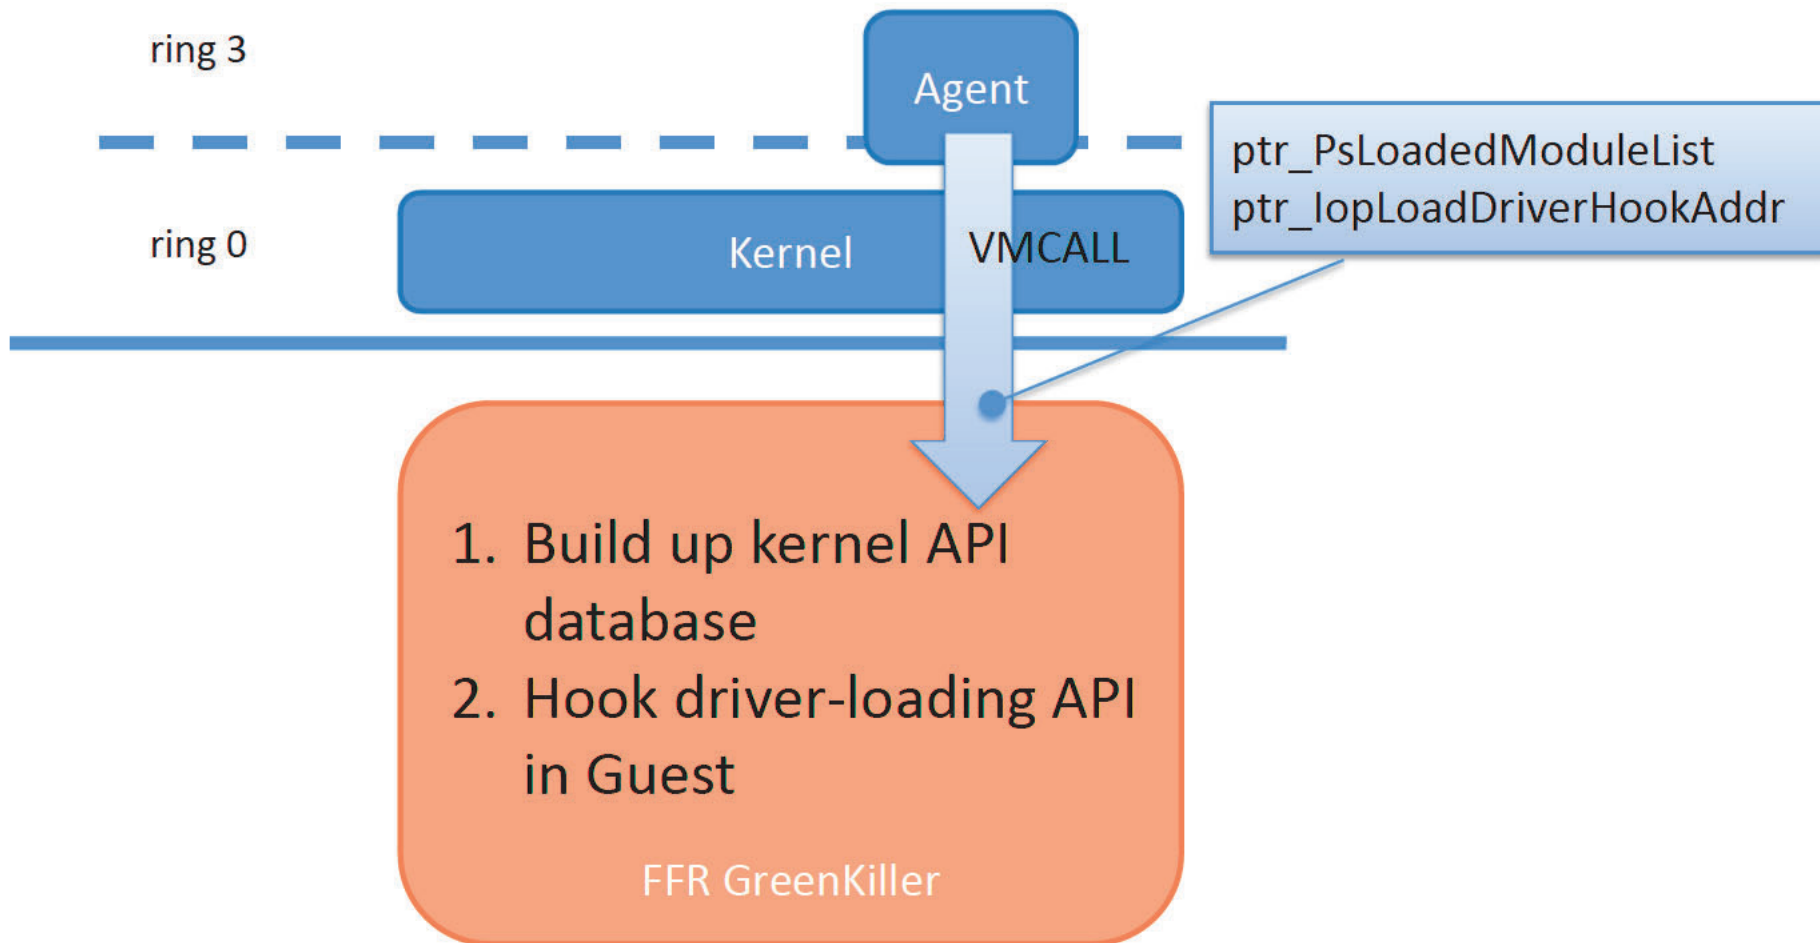 ring 3
Agent
ptr_PsLoadedModuleList
ptr_IopLoadDriverHookAddr
ring 0
Kernel
VMCALL
1. Build up kernel API
database
2. Hook driver-loading API
in Guest
FFR GreenKiller